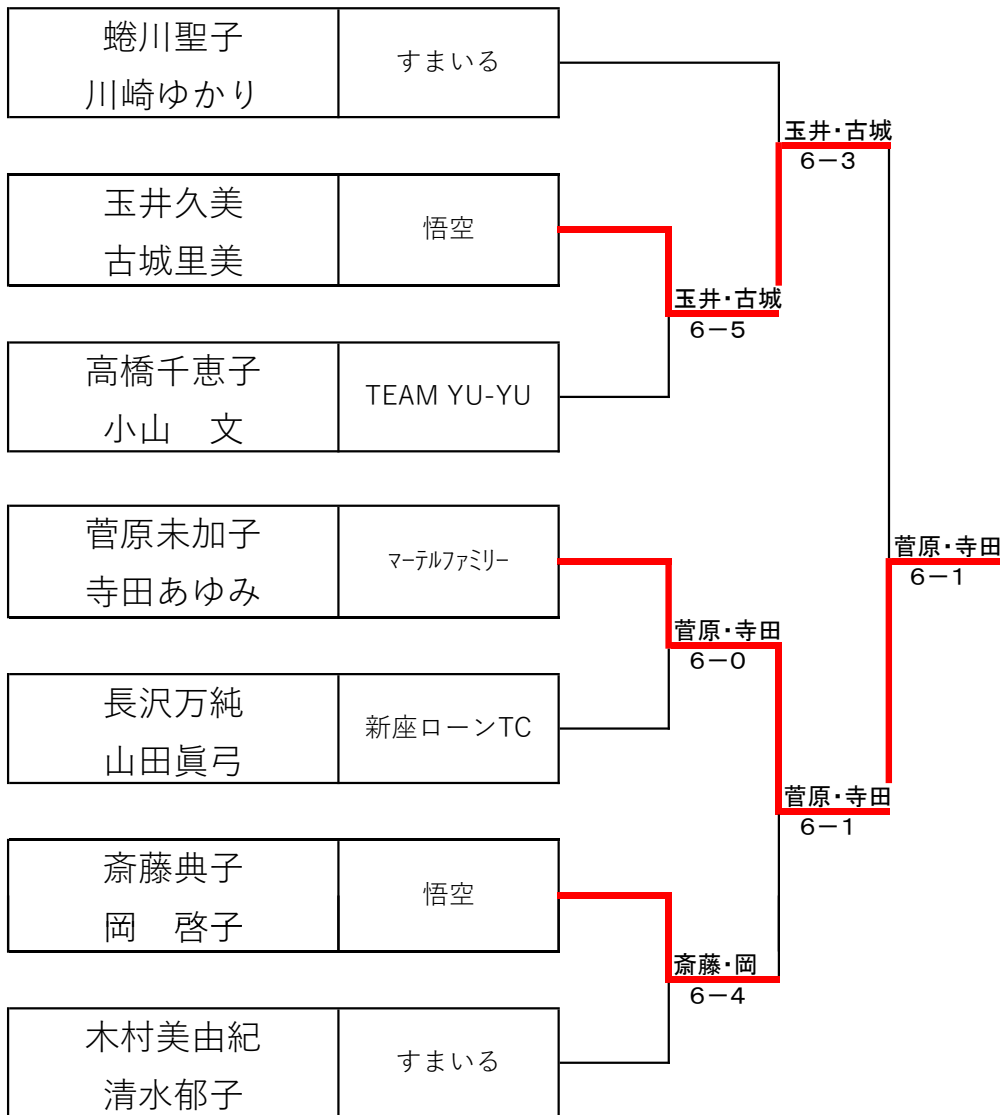 蜷川聖子
川崎ゆかり
すまいる
玉井・古城
6－3
玉井久美
古城里美
悟空
玉井・古城
6－5
高橋千恵子
小山　文
TEAM YU-YU
菅原未加子
寺田あゆみ
マーテルファミリー
菅原・寺田
6－1
菅原・寺田
6－0
長沢万純
山田眞弓
新座ローンTC
菅原・寺田
6－1
斎藤典子
岡　啓子
悟空
斎藤・岡
6－4
木村美由紀
清水郁子
すまいる